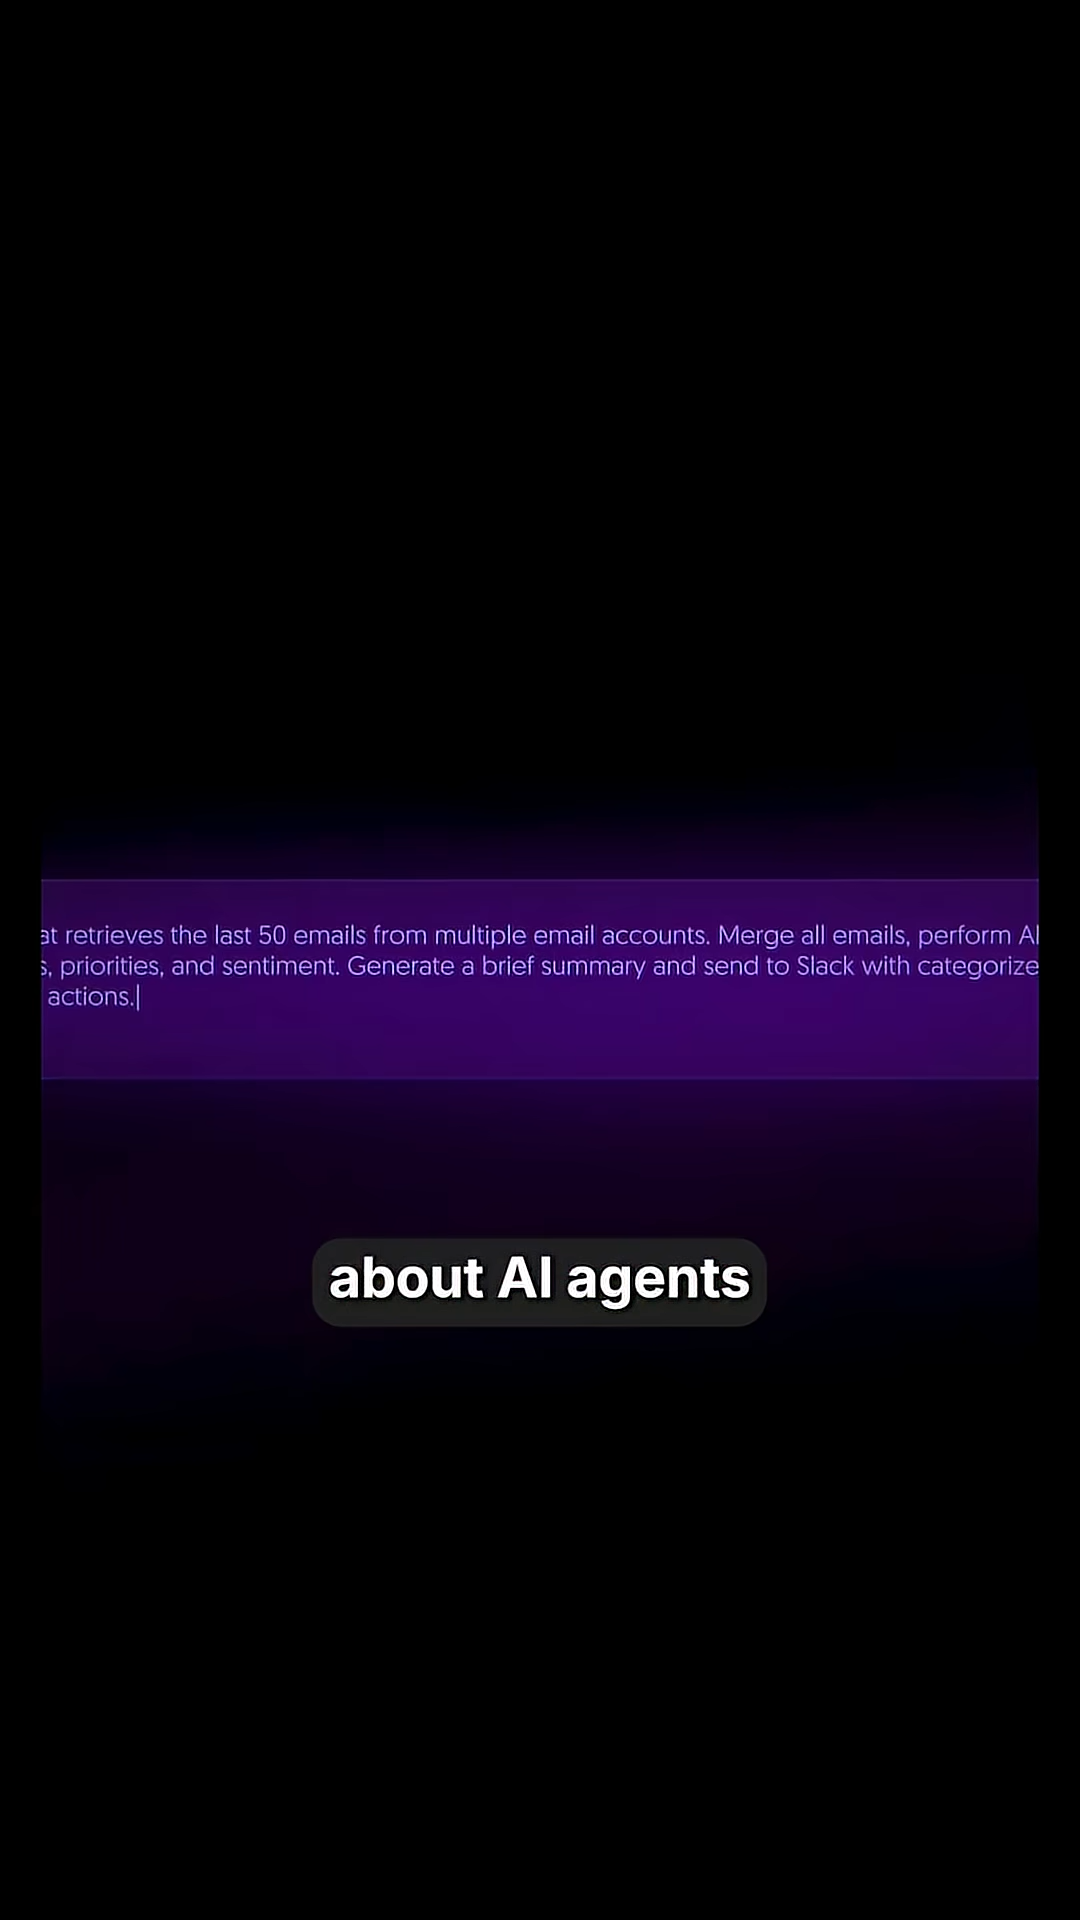 at retrieves the last 50 emails from multiple email accounts. Merge all emails, perform AI
s, priorities, and sentiment. Generate a brief summary and send to Slack with categorize
actions.
about AI agents